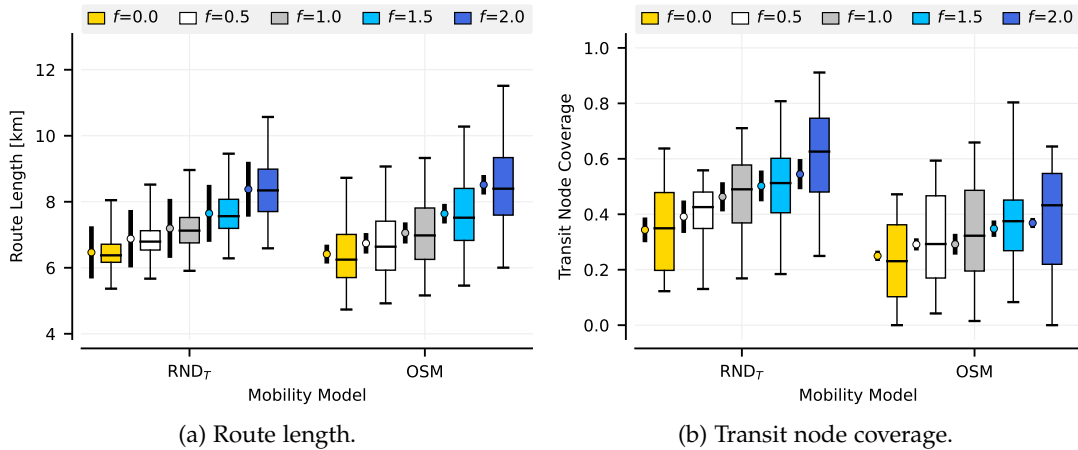 f=0.0 f=0.5 f=1.0 f=1.5 f=2.0
12
10
8
6
4
Route Length [km]
RND_T OSM
Mobility Model
(a) Route length.
f=0.0 f=0.5 f=1.0 f=1.5 f=2.0
1.0
0.8
0.6
0.4
0.2
0.0
Transit Node Coverage
RND_T OSM
Mobility Model
(b) Transit node coverage.